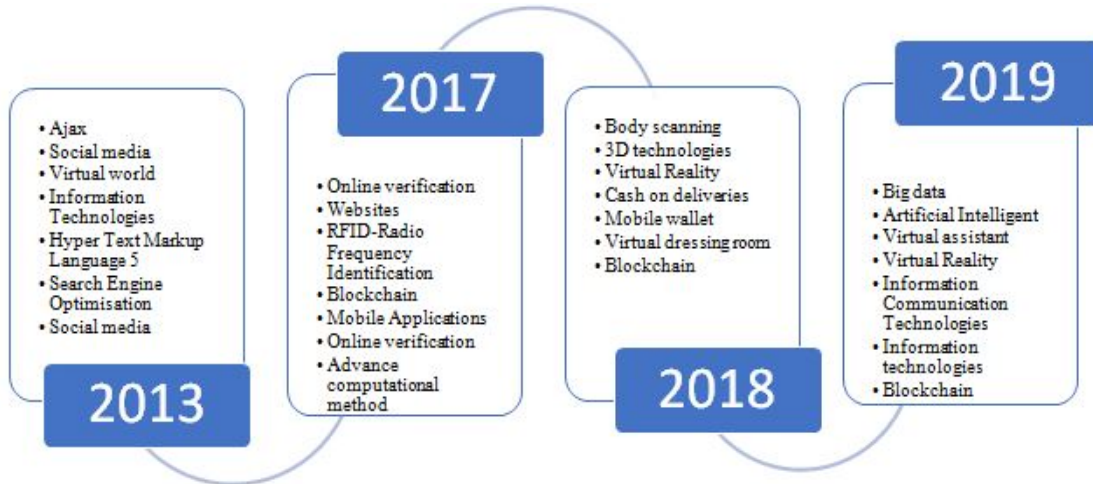 • Ajax
• Social media
• Virtual world
• Information
Technologies
• Hyper Text Markup
Language 5
• Search Engine
Optimisation
• Social media
2013
2017
• Online verification
• Websites
• RFID-Radio
Frequency
Identification
• Blockchain
• Mobile Applications
• Online verification
• Advance
computational
method
• Body scanning
• 3D technologies
• Virtual Reality
• Cash on deliveries
• Mobile wallet
• Virtual dressing room
• Blockchain
2018
2019
• Big data
• Artificial Intelligent
• Virtual assistant
• Virtual Reality
• Information
Communication
Technologies
• Information
technologies
• Blockchain